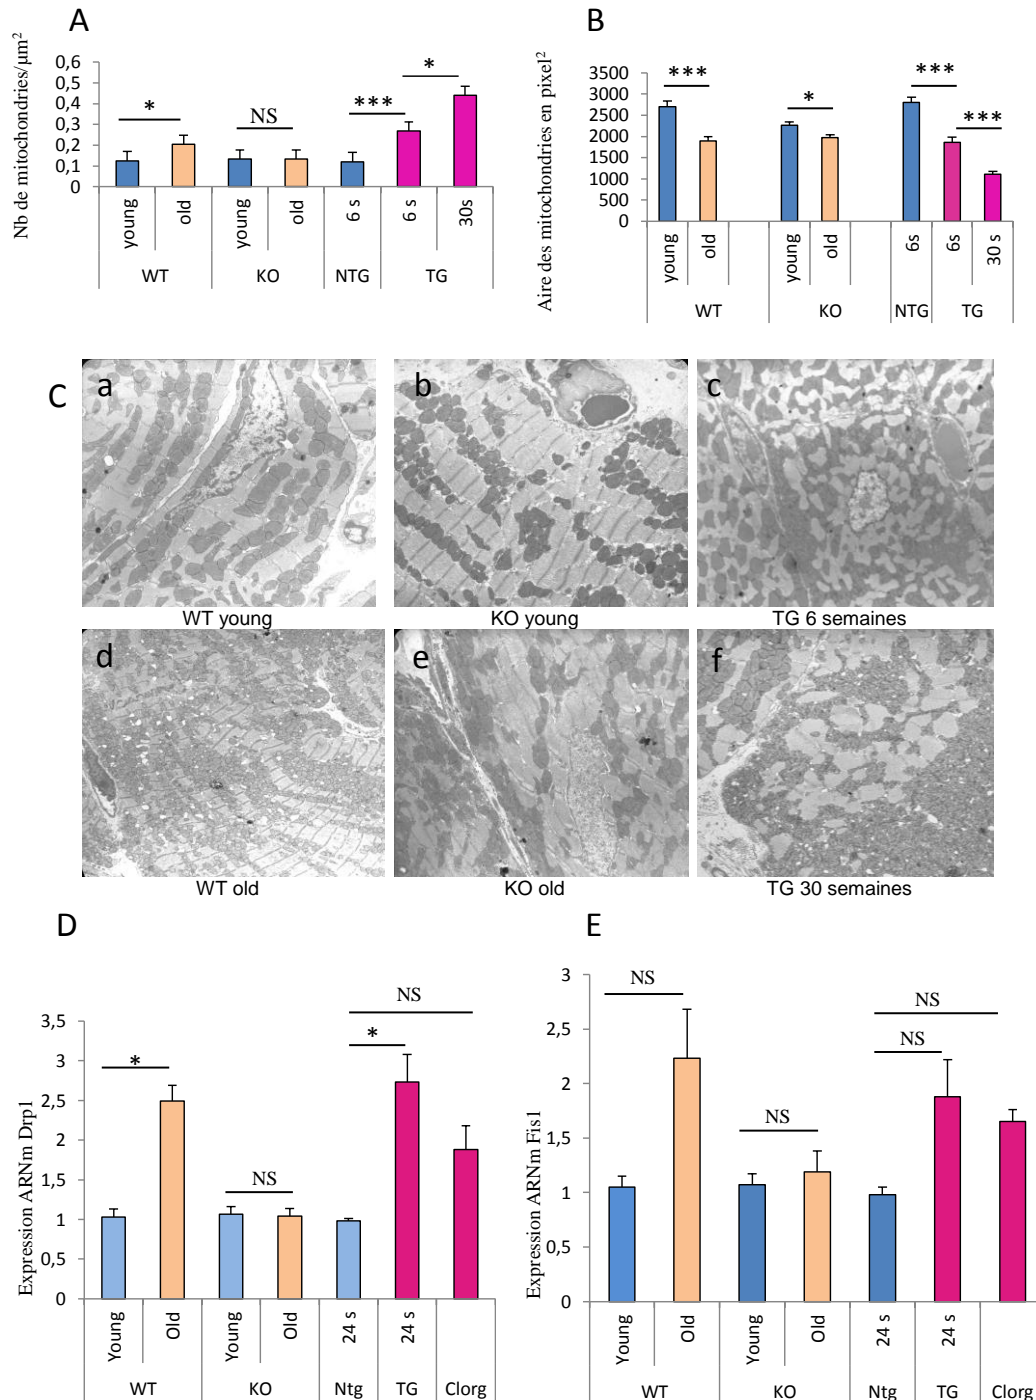 A
Nb de mitochondries/µm²
0,6
0,5
0,4
0,3
0,2
0,1
0
*
NS
***
*
young
old
young
old
6 s
6 s
30s
WT
KO
NTG
TG
B
Aire des mitochondries en pixel²
3500
3000
2500
2000
1500
1000
500
0
***
*
***
***
young
old
young
old
6s
6s
30 s
WT
KO
NTG
TG
C
a
b
c
WT young
KO young
TG 6 semaines
d
e
f
WT old
KO old
TG 30 semaines
D
Expression ARNm Drp1
3,5
3
2,5
2
1,5
1
0,5
0
*
NS
*
NS
Young
Old
Young
Old
24 s
24 s
WT
KO
Ntg
TG
Clorg
E
Expression ARNm Fis1
3
2,5
2
1,5
1
0,5
0
NS
NS
NS
NS
Young
Old
Young
Old
24 s
24 s
WT
KO
Ntg
TG
Clorg